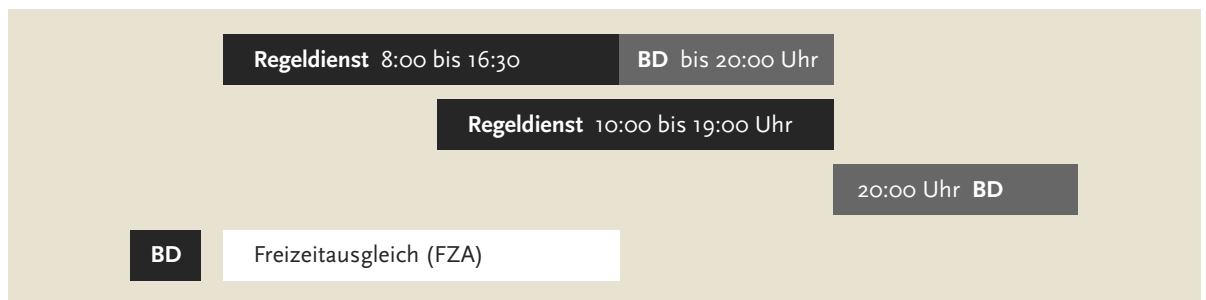 Regeldienst 8:00 bis 16:30 BD bis 20:00 Uhr
Regeldienst 10:00 bis 19:00 Uhr
20:00 Uhr BD
BD Freizeitausgleich (FZA)